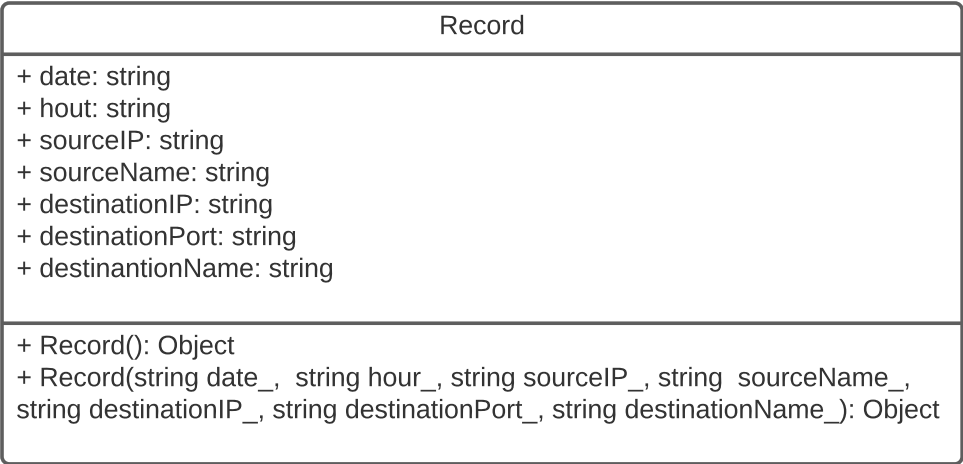 Record
+ date: string
+ hout: string
+ sourceIP: string
+ sourceName: string
+ destinationIP: string
+ destinationPort: string
+ destinantionName: string
+ Record(): Object
+ Record(string date_, string hour_, string sourceIP_, string sourceName_,
string destinationIP_, string destinationPort_, string destinationName_): Object